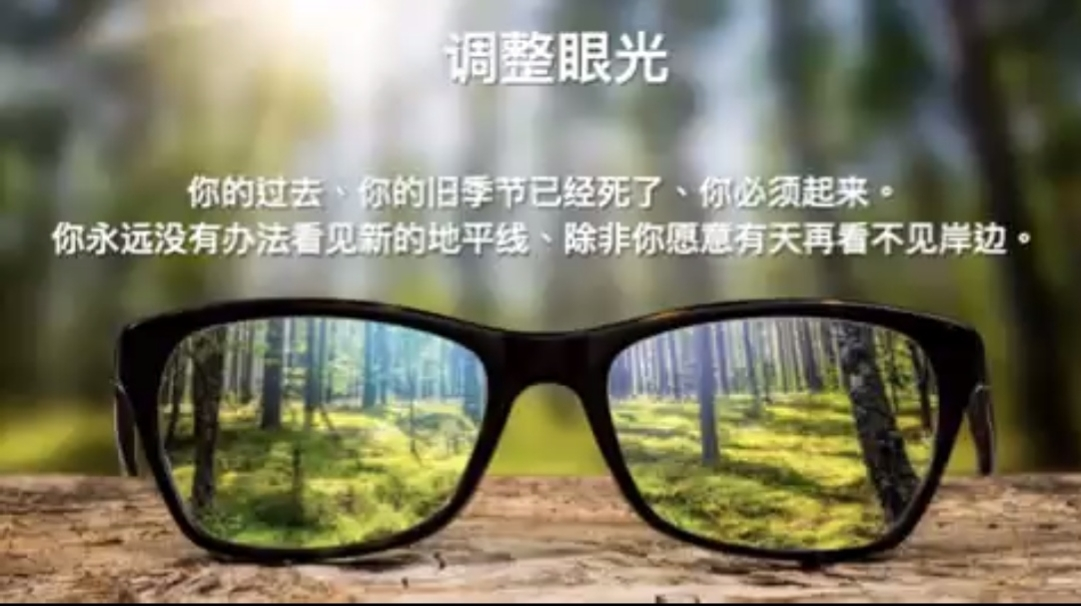 调整眼光
你的过去、你的旧季节已经死了、你必须起来。
你永远没有办法看见新的地平线、除非你愿意有天再看不见岸边。